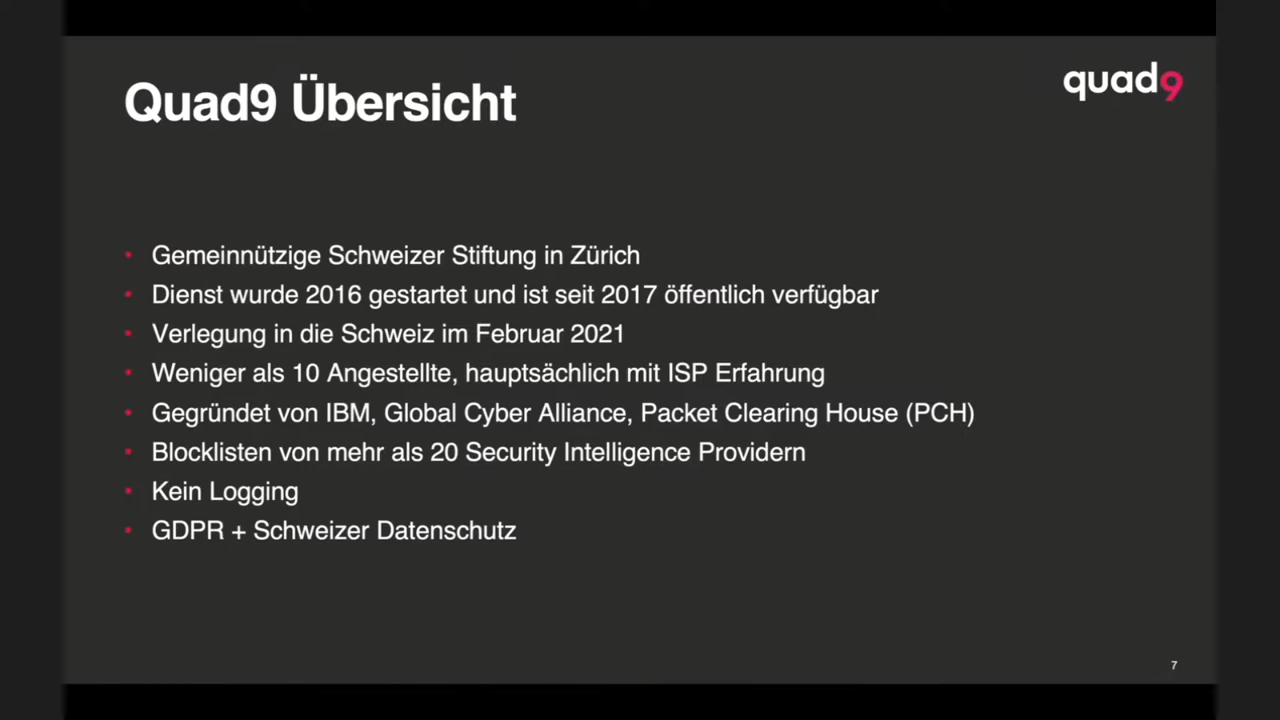 Quad9 Übersicht
quad9
Gemeinnützige Schweizer Stiftung in Zürich
Dienst wurde 2016 gestartet und ist seit 2017 öffentlich verfügbar
Verlegung in die Schweiz im Februar 2021
Weniger als 10 Angestellte, hauptsächlich mit ISP Erfahrung
Gegründet von IBM, Global Cyber Alliance, Packet Clearing House (PCH)
Blocklisten von mehr als 20 Security Intelligence Providern
Kein Logging
GDPR + Schweizer Datenschutz
7